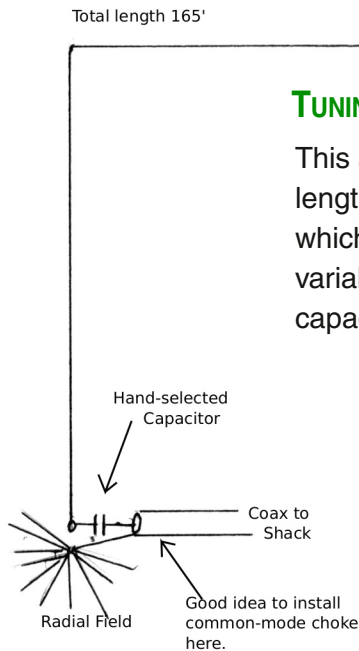 Total length 165'
This
lengt
which
varia
capa
Hand-selected
Capacitor
Coax to
Shack
Radial Field
Good idea to install
common-mode choke
here.